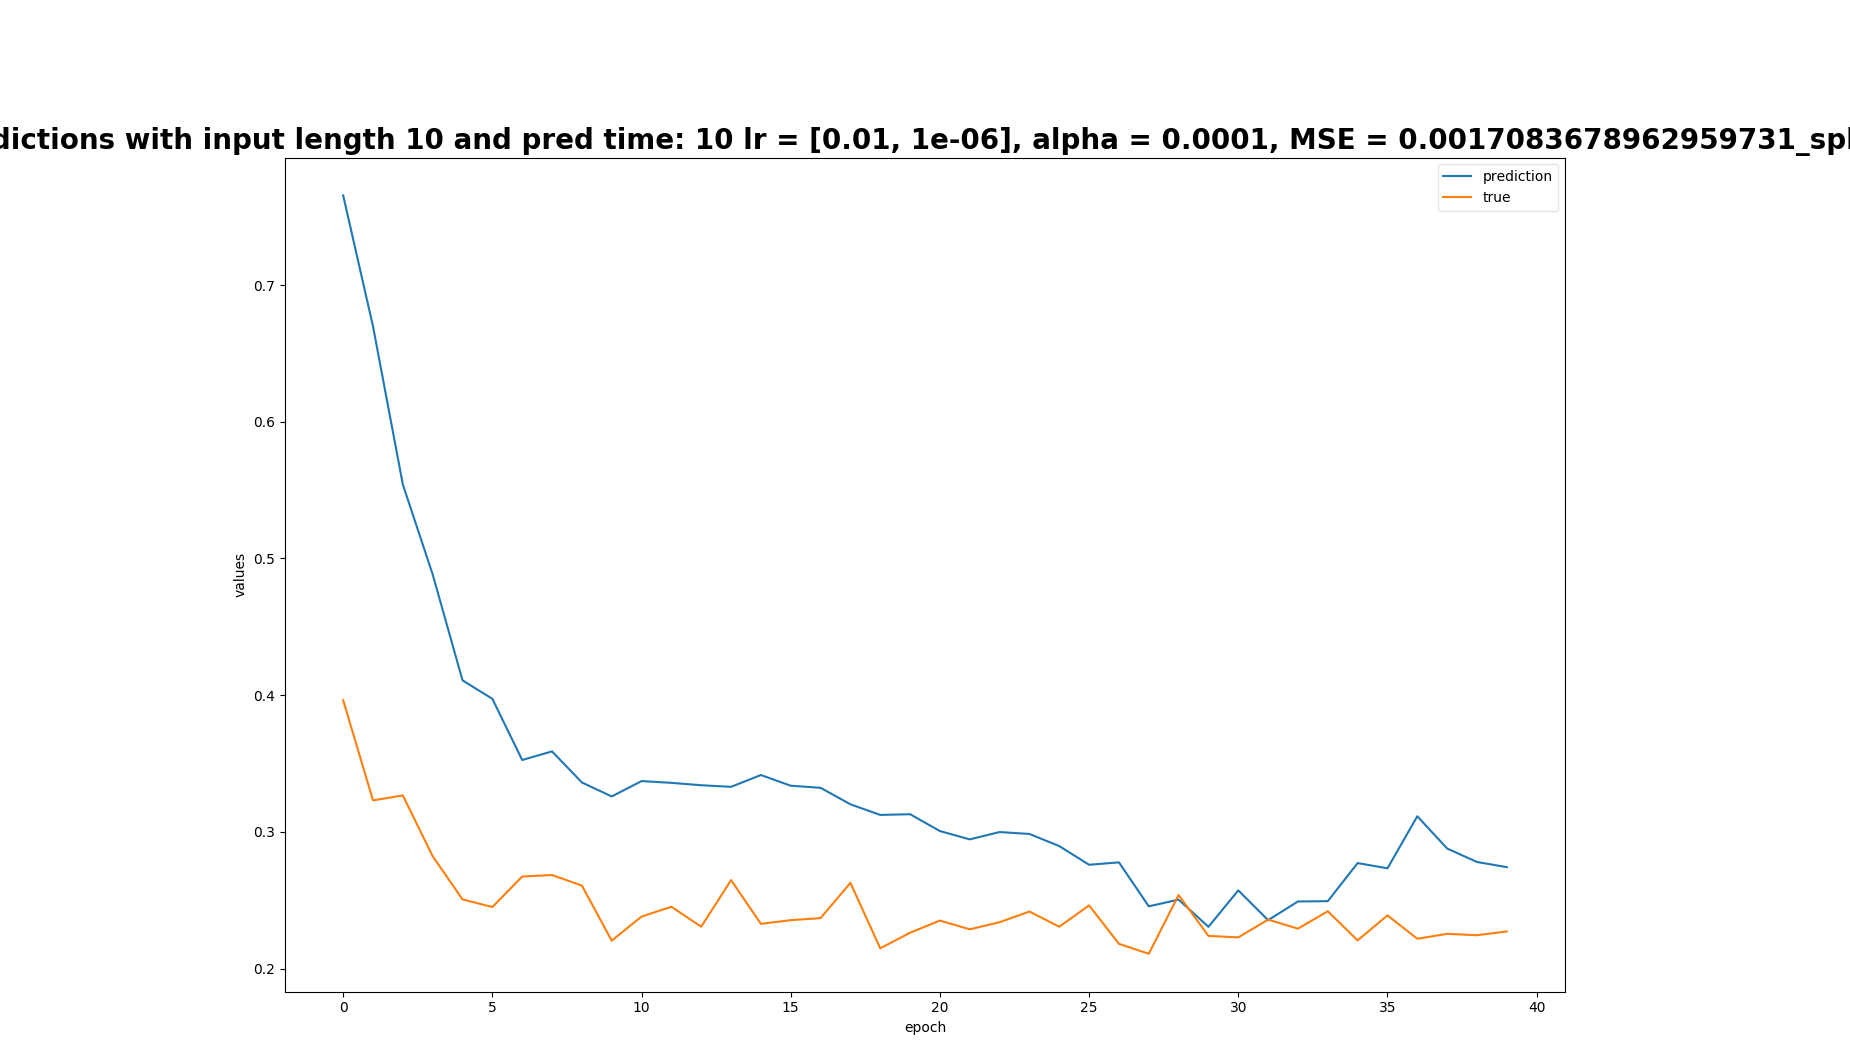 with input length 10 and pred time: 10 lr = [0.01, 1e-06], alpha = 0.0001, MSE = 0.0017083678962959731_spl
prediction
true
0.7
0.6
0.5
0.4
0.3
0.2
values
0 5 10 15 20 25 30 35 40
epoch